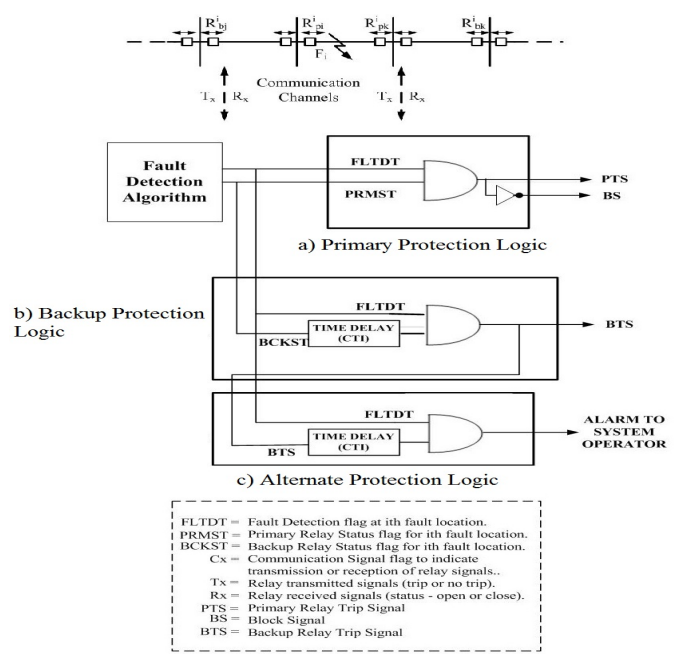 R^i_bj R^i_pi R^i_pk R^i_bk
F_i
Communication
Channels
T_x R_x T_x R_x
Fault
Detection
Algorithm
FLTDT
PRMST
PTS
BS
a) Primary Protection Logic
b) Backup Protection
Logic
FLTDT
TIME DELAY
(CTI)
BCKST
BTS
FLTDT
TIME DELAY
(CTI)
BTS
ALARM TO
SYSTEM
OPERATOR
c) Alternate Protection Logic
FLTDT = Fault Detection flag at ith fault location.
PRMST = Primary Relay Status flag for ith fault location.
BCKST = Backup Relay Status flag for ith fault location.
Cx = Communication Signal flag to indicate
transmission or reception of relay signals..
Tx = Relay transmitted signals (trip or no trip).
Rx = Relay received signals (status - open or close).
PTS = Primary Relay Trip Signal
BS = Block Signal
BTS = Backup Relay Trip Signal